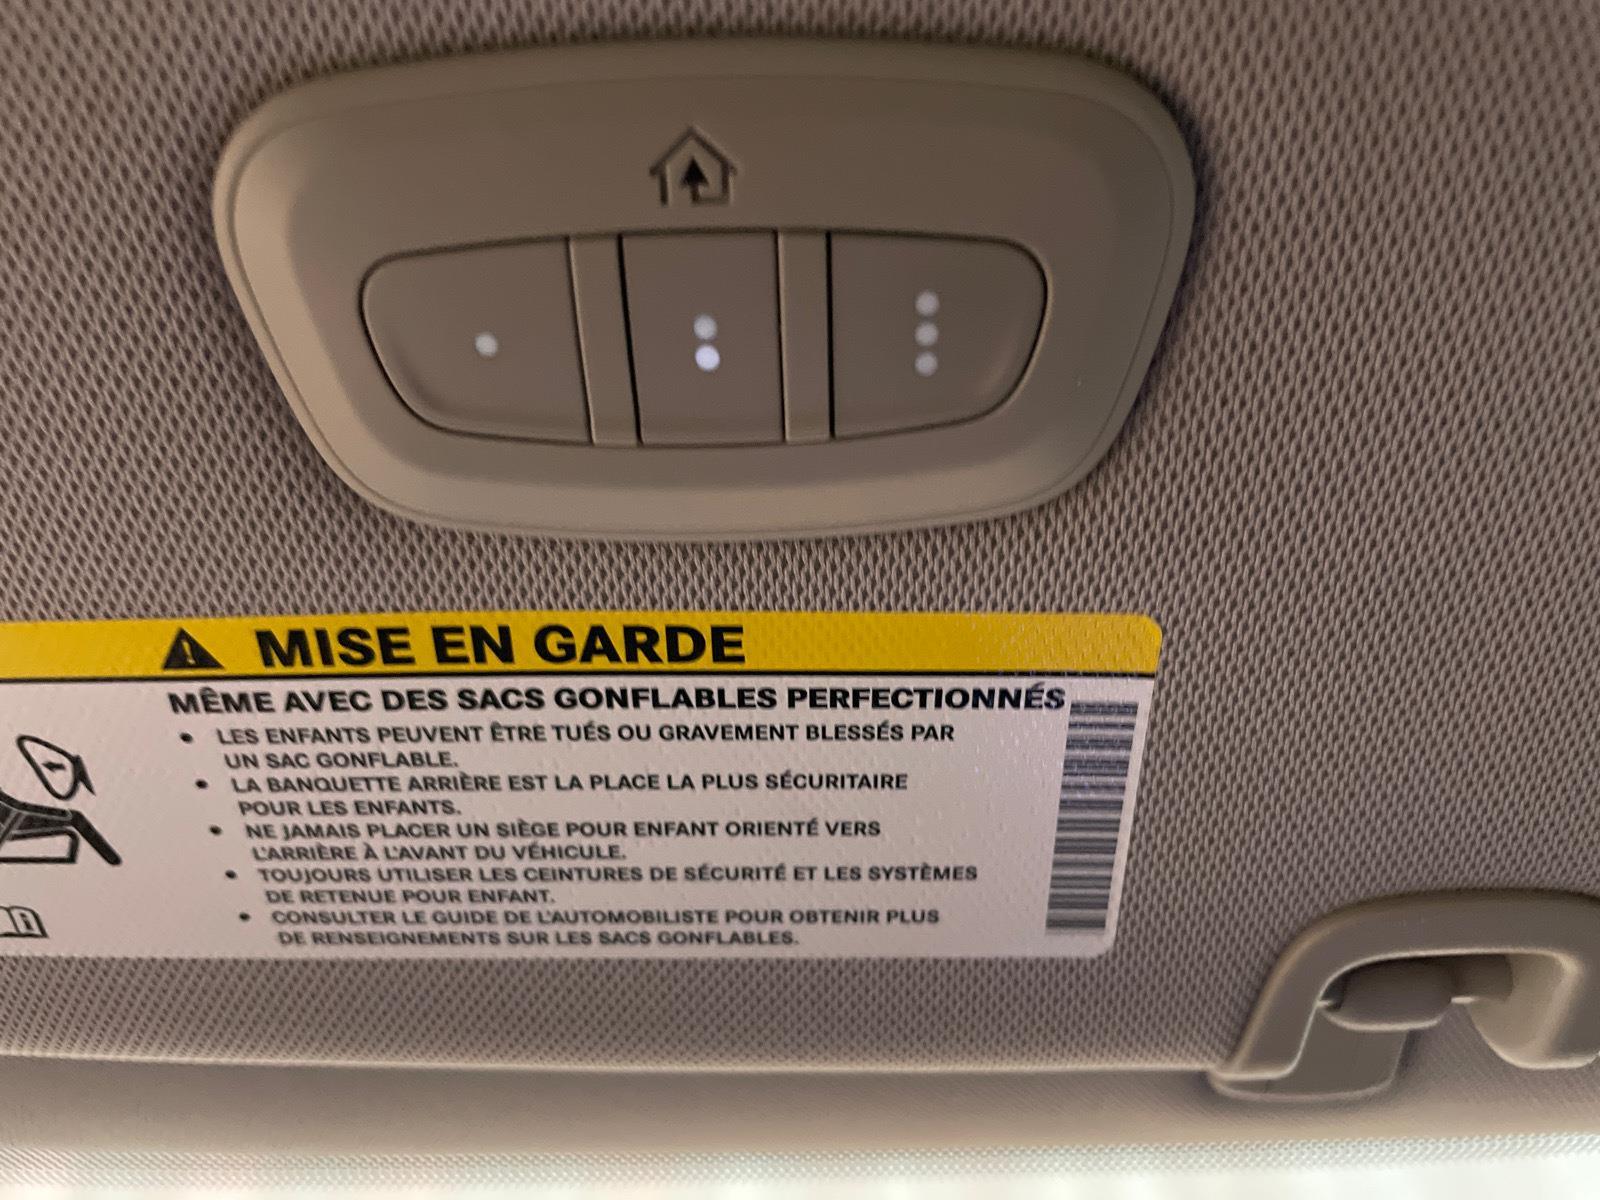 MISE EN GARDE
MÊME AVEC DES SACS GONFLABLES PERFECTIONNÉS
• LES ENFANTS PEUVENT ÊTRE TUÉS OU GRAVEMENT BLESSÉS PAR
UN SAC GONFLABLE.
• LA BANQUETTE ARRIÈRE EST LA PLACE LA PLUS SÉCURITAIRE
POUR LES ENFANTS.
• NE JAMAIS PLACER UN SIÈGE POUR ENFANT ORIENTÉ VERS
L'ARRIÈRE À L'AVANT DU VÉHICULE.
• TOUJOURS UTILISER LES CEINTURES DE SÉCURITÉ ET LES SYSTÈMES
DE RETENUE POUR ENFANT.
• CONSULTER LE GUIDE DE L'AUTOMOBILISTE POUR OBTENIR PLUS
DE RENSEIGNEMENTS SUR LES SACS GONFLABLES.